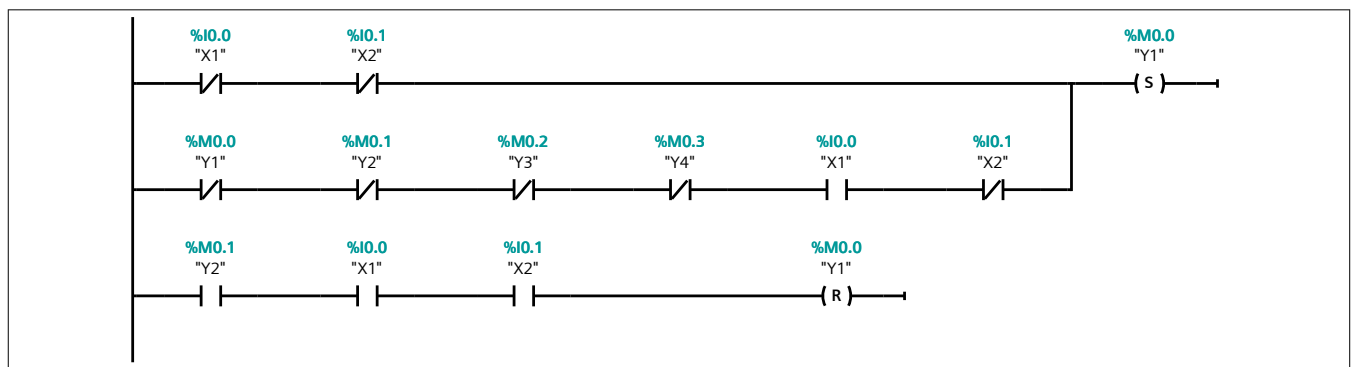 %I0.0 %I0.1 %M0.0
"X1" "X2" "Y1"
S
%M0.0 %M0.1 %M0.2 %M0.3 %I0.0 %I0.1
"Y1" "Y2" "Y3" "Y4" "X1" "X2"
%M0.1 %I0.0 %I0.1 %M0.0
"Y2" "X1" "X2" "Y1"
R